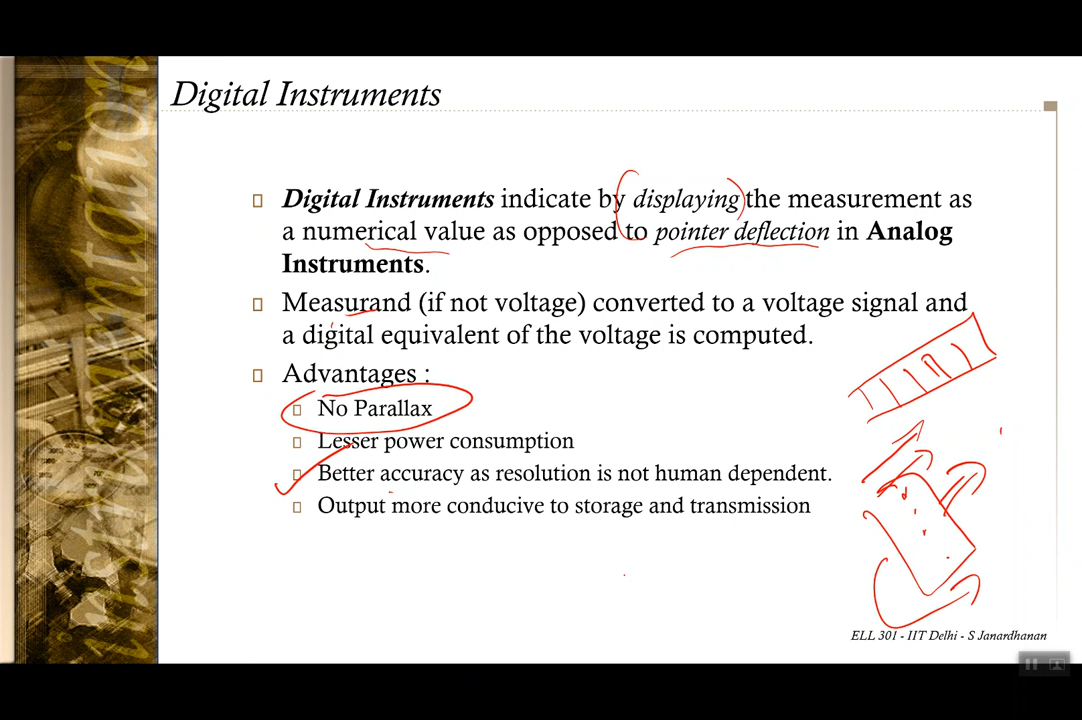 Digital Instruments
Digital Instruments indicate by displaying the measurement as
a numerical value as opposed to pointer deflection in Analog
Instruments.
Measurand (if not voltage) converted to a voltage signal and
a digital equivalent of the voltage is computed.
Advantages :
No Parallax
Lesser power consumption
Better accuracy as resolution is not human dependent.
Output more conducive to storage and transmission
ELL 301 - IIT Delhi - S Janardhanan
instrumentation